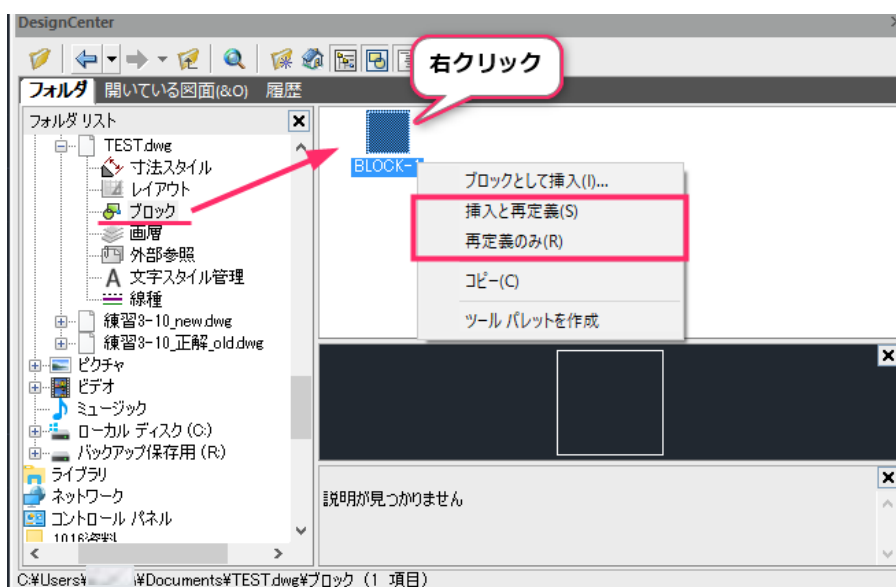 DesignCenter
右クリック
フォルダ 開いている図面(&O) 履歴
フォルダ リスト
TEST.dwg
寸法スタイル
レイアウト
ブロック
画層
外部参照
A 文字スタイル管理
線種
練習3-10_new.dwg
練習3-10_正解_old.dwg
ピクチャ
ビデオ
ミュージック
ローカル ディスク (C:)
バックアップ保存用 (R:)
ライブラリ
ネットワーク
コントロール パネル
1016資料
BLOCK-1
ブロックとして挿入(I)...
挿入と再定義(S)
再定義のみ(R)
コピー(C)
ツール パレットを作成
説明が見つかりません
C:¥Users¥ ¥Documents¥TEST.dwg¥ブロック (1 項目)